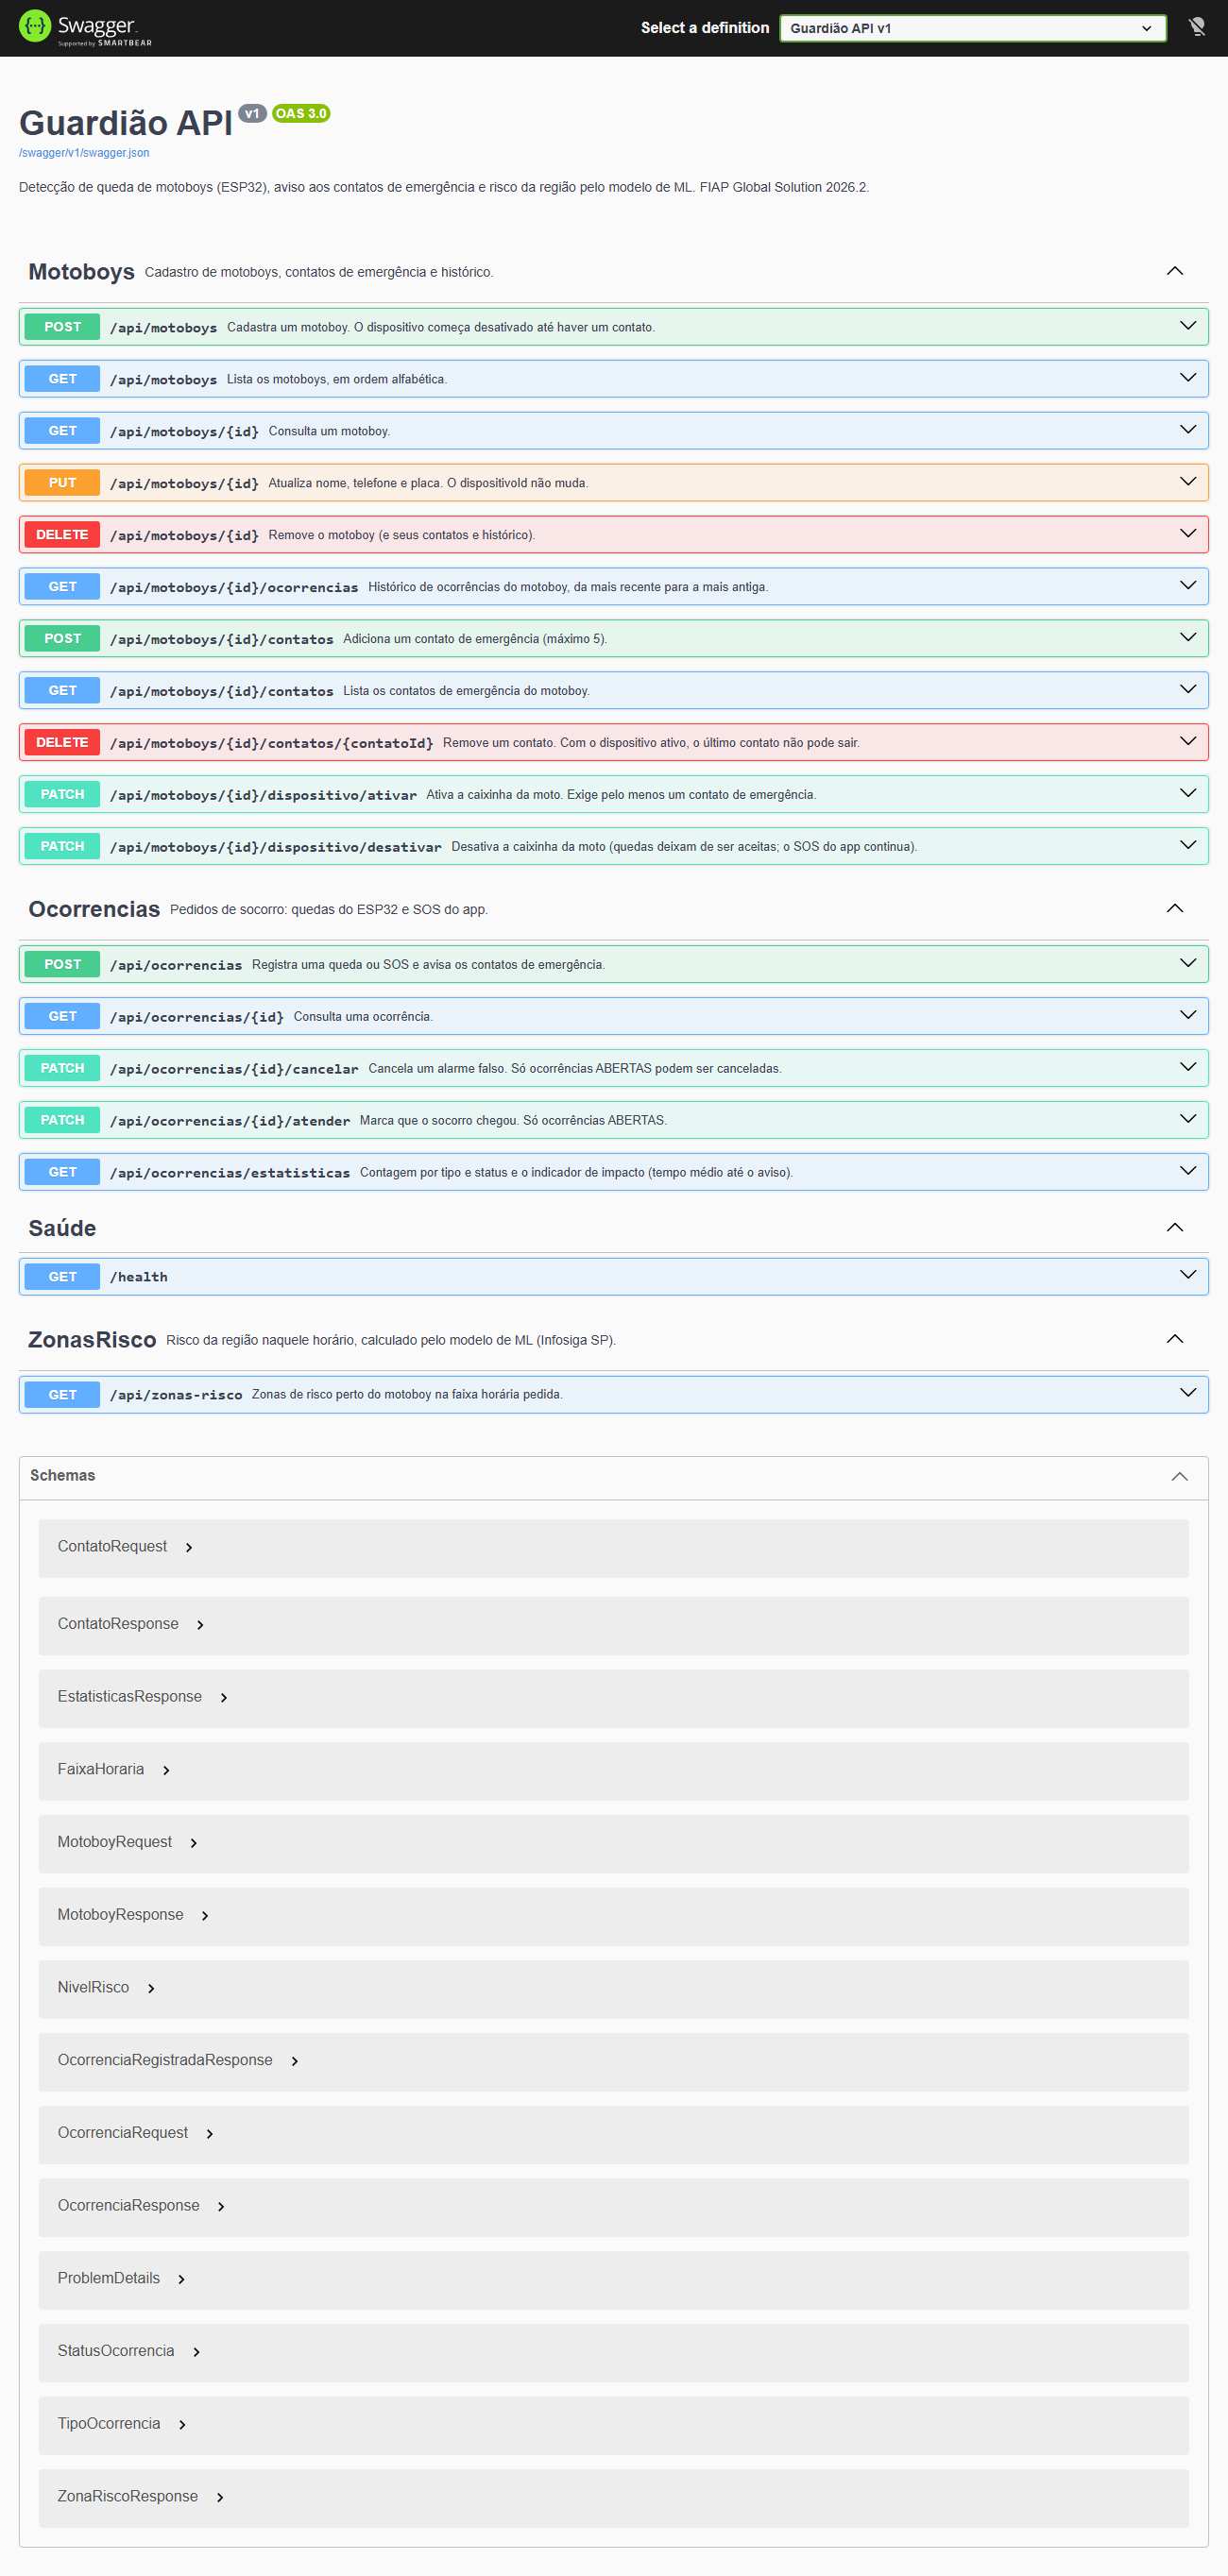 Swagger
Supported by SMARTBEAR
Select a definition
Guardião API v1
Guardião API v1 OAS 3.0
/swagger/v1/swagger.json
Detecção de queda de motoboys (ESP32), aviso aos contatos de emergência e risco da região pelo modelo de ML. FIAP Global Solution 2026.2.
Motoboys Cadastro de motoboys, contatos de emergência e histórico.
POST /api/motoboys Cadastra um motoboy. O dispositivo começa desativado até haver um contato.
GET /api/motoboys Lista os motoboys, em ordem alfabética.
GET /api/motoboys/{id} Consulta um motoboy.
PUT /api/motoboys/{id} Atualiza nome, telefone e placa. O dispositivoId não muda.
DELETE /api/motoboys/{id} Remove o motoboy (e seus contatos e histórico).
GET /api/motoboys/{id}/ocorrencias Histórico de ocorrências do motoboy, da mais recente para a mais antiga.
POST /api/motoboys/{id}/contatos Adiciona um contato de emergência (máximo 5).
GET /api/motoboys/{id}/contatos Lista os contatos de emergência do motoboy.
DELETE /api/motoboys/{id}/contatos/{contatoId} Remove um contato. Com o dispositivo ativo, o último contato não pode sair.
PATCH /api/motoboys/{id}/dispositivo/ativar Ativa a caixinha da moto. Exige pelo menos um contato de emergência.
PATCH /api/motoboys/{id}/dispositivo/desativar Desativa a caixinha da moto (quedas deixam de ser aceitas; o SOS do app continua).
Ocorrencias Pedidos de socorro: quedas do ESP32 e SOS do app.
POST /api/ocorrencias Registra uma queda ou SOS e avisa os contatos de emergência.
GET /api/ocorrencias/{id} Consulta uma ocorrência.
PATCH /api/ocorrencias/{id}/cancelar Cancela um alarme falso. Só ocorrências ABERTAS podem ser canceladas.
PATCH /api/ocorrencias/{id}/atender Marca que o socorro chegou. Só ocorrências ABERTAS.
GET /api/ocorrencias/estatisticas Contagem por tipo e status e o indicador de impacto (tempo médio até o aviso).
Saúde
GET /health
ZonasRisco Risco da região naquele horário, calculado pelo modelo de ML (Infosiga SP).
GET /api/zonas-risco Zonas de risco perto do motoboy na faixa horária pedida.
Schemas
ContatoRequest
ContatoResponse
EstatisticasResponse
FaixaHoraria
MotoboyRequest
MotoboyResponse
NivelRisco
OcorrenciaRegistradaResponse
OcorrenciaRequest
OcorrenciaResponse
ProblemDetails
StatusOcorrencia
TipoOcorrencia
ZonaRiscoResponse